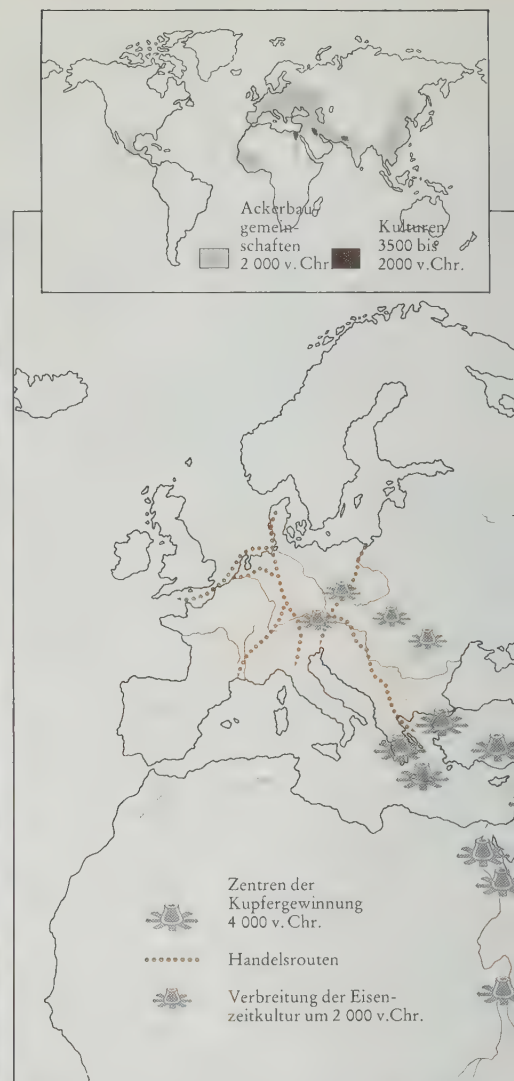 Ackerbau-
gemein-
schaften
2 000 v. Chr.
Kulturen
3500 bis
2000 v. Chr.
Zentren der
Kupfergewinnung
4 000 v. Chr.
Handelsrouten
Verbreitung der Eisen-
zeitkultur um 2 000 v. Chr.